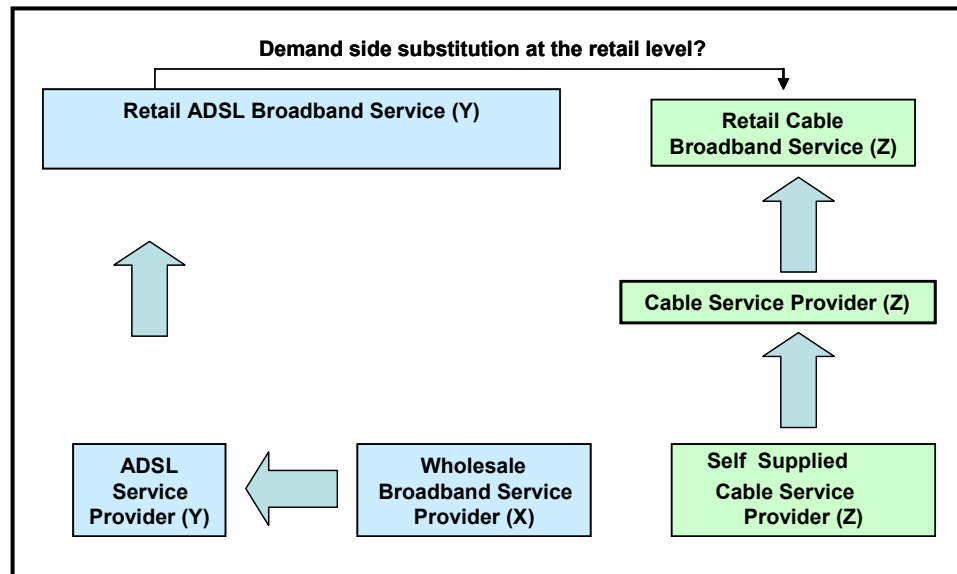 Demand side substitution at the retail level?
Retail ADSL Broadband Service (Y)
Retail Cable
Broadband Service (Z)
Cable Service Provider (Z)
ADSL
Service
Provider (Y)
Wholesale
Broadband Service
Provider (X)
Self Supplied
Cable Service
Provider (Z)